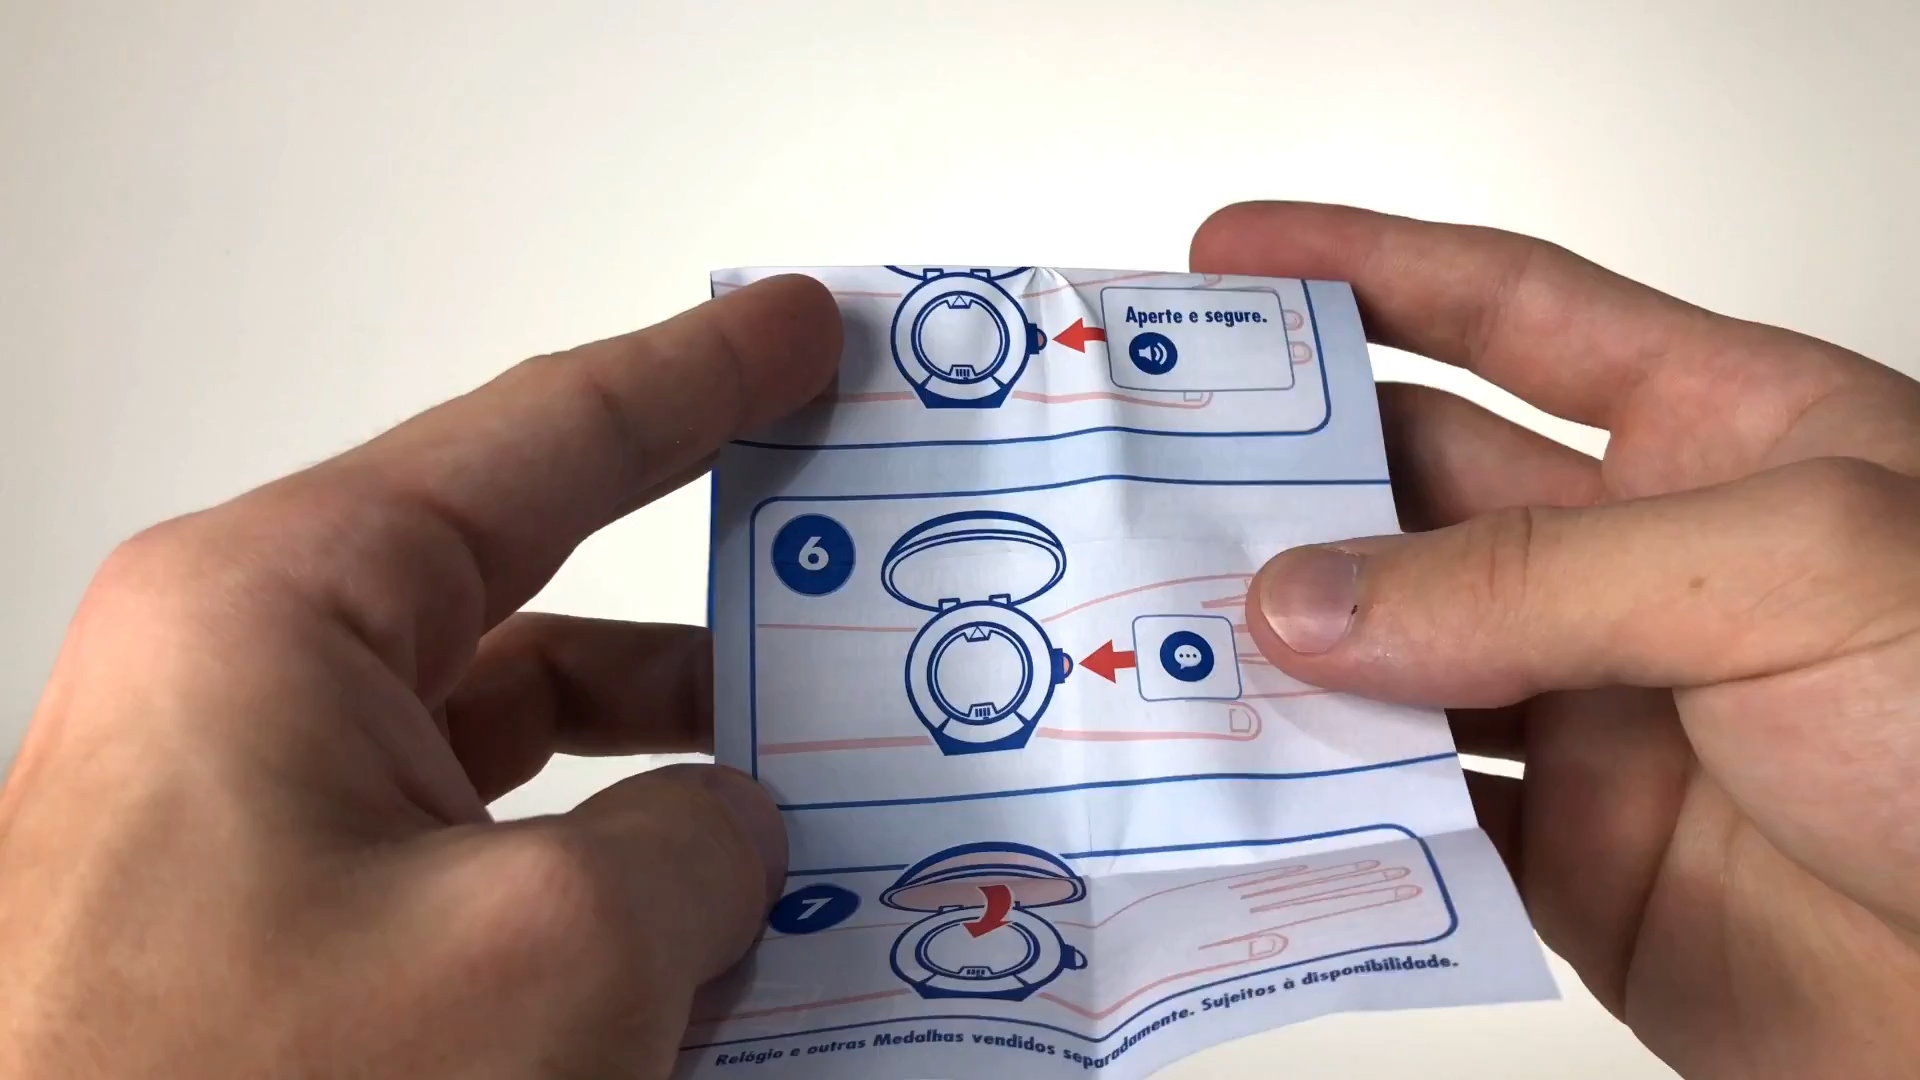 Aperte e segure.
6
7
Relógio e outras Medalhas vendidos separadamente. Sujeitos à disponibilidade.